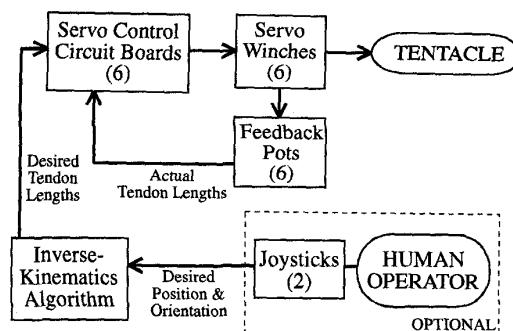 Servo Control
Circuit Boards
(6)
Servo
Winches
(6)
TENTACLE
Feedback
Pots
(6)
Desired
Tendon
Lengths
Actual
Tendon Lengths
Inverse-
Kinematics
Algorithm
Desired
Position &
Orientation
Joysticks
(2)
HUMAN
OPERATOR
OPTIONAL